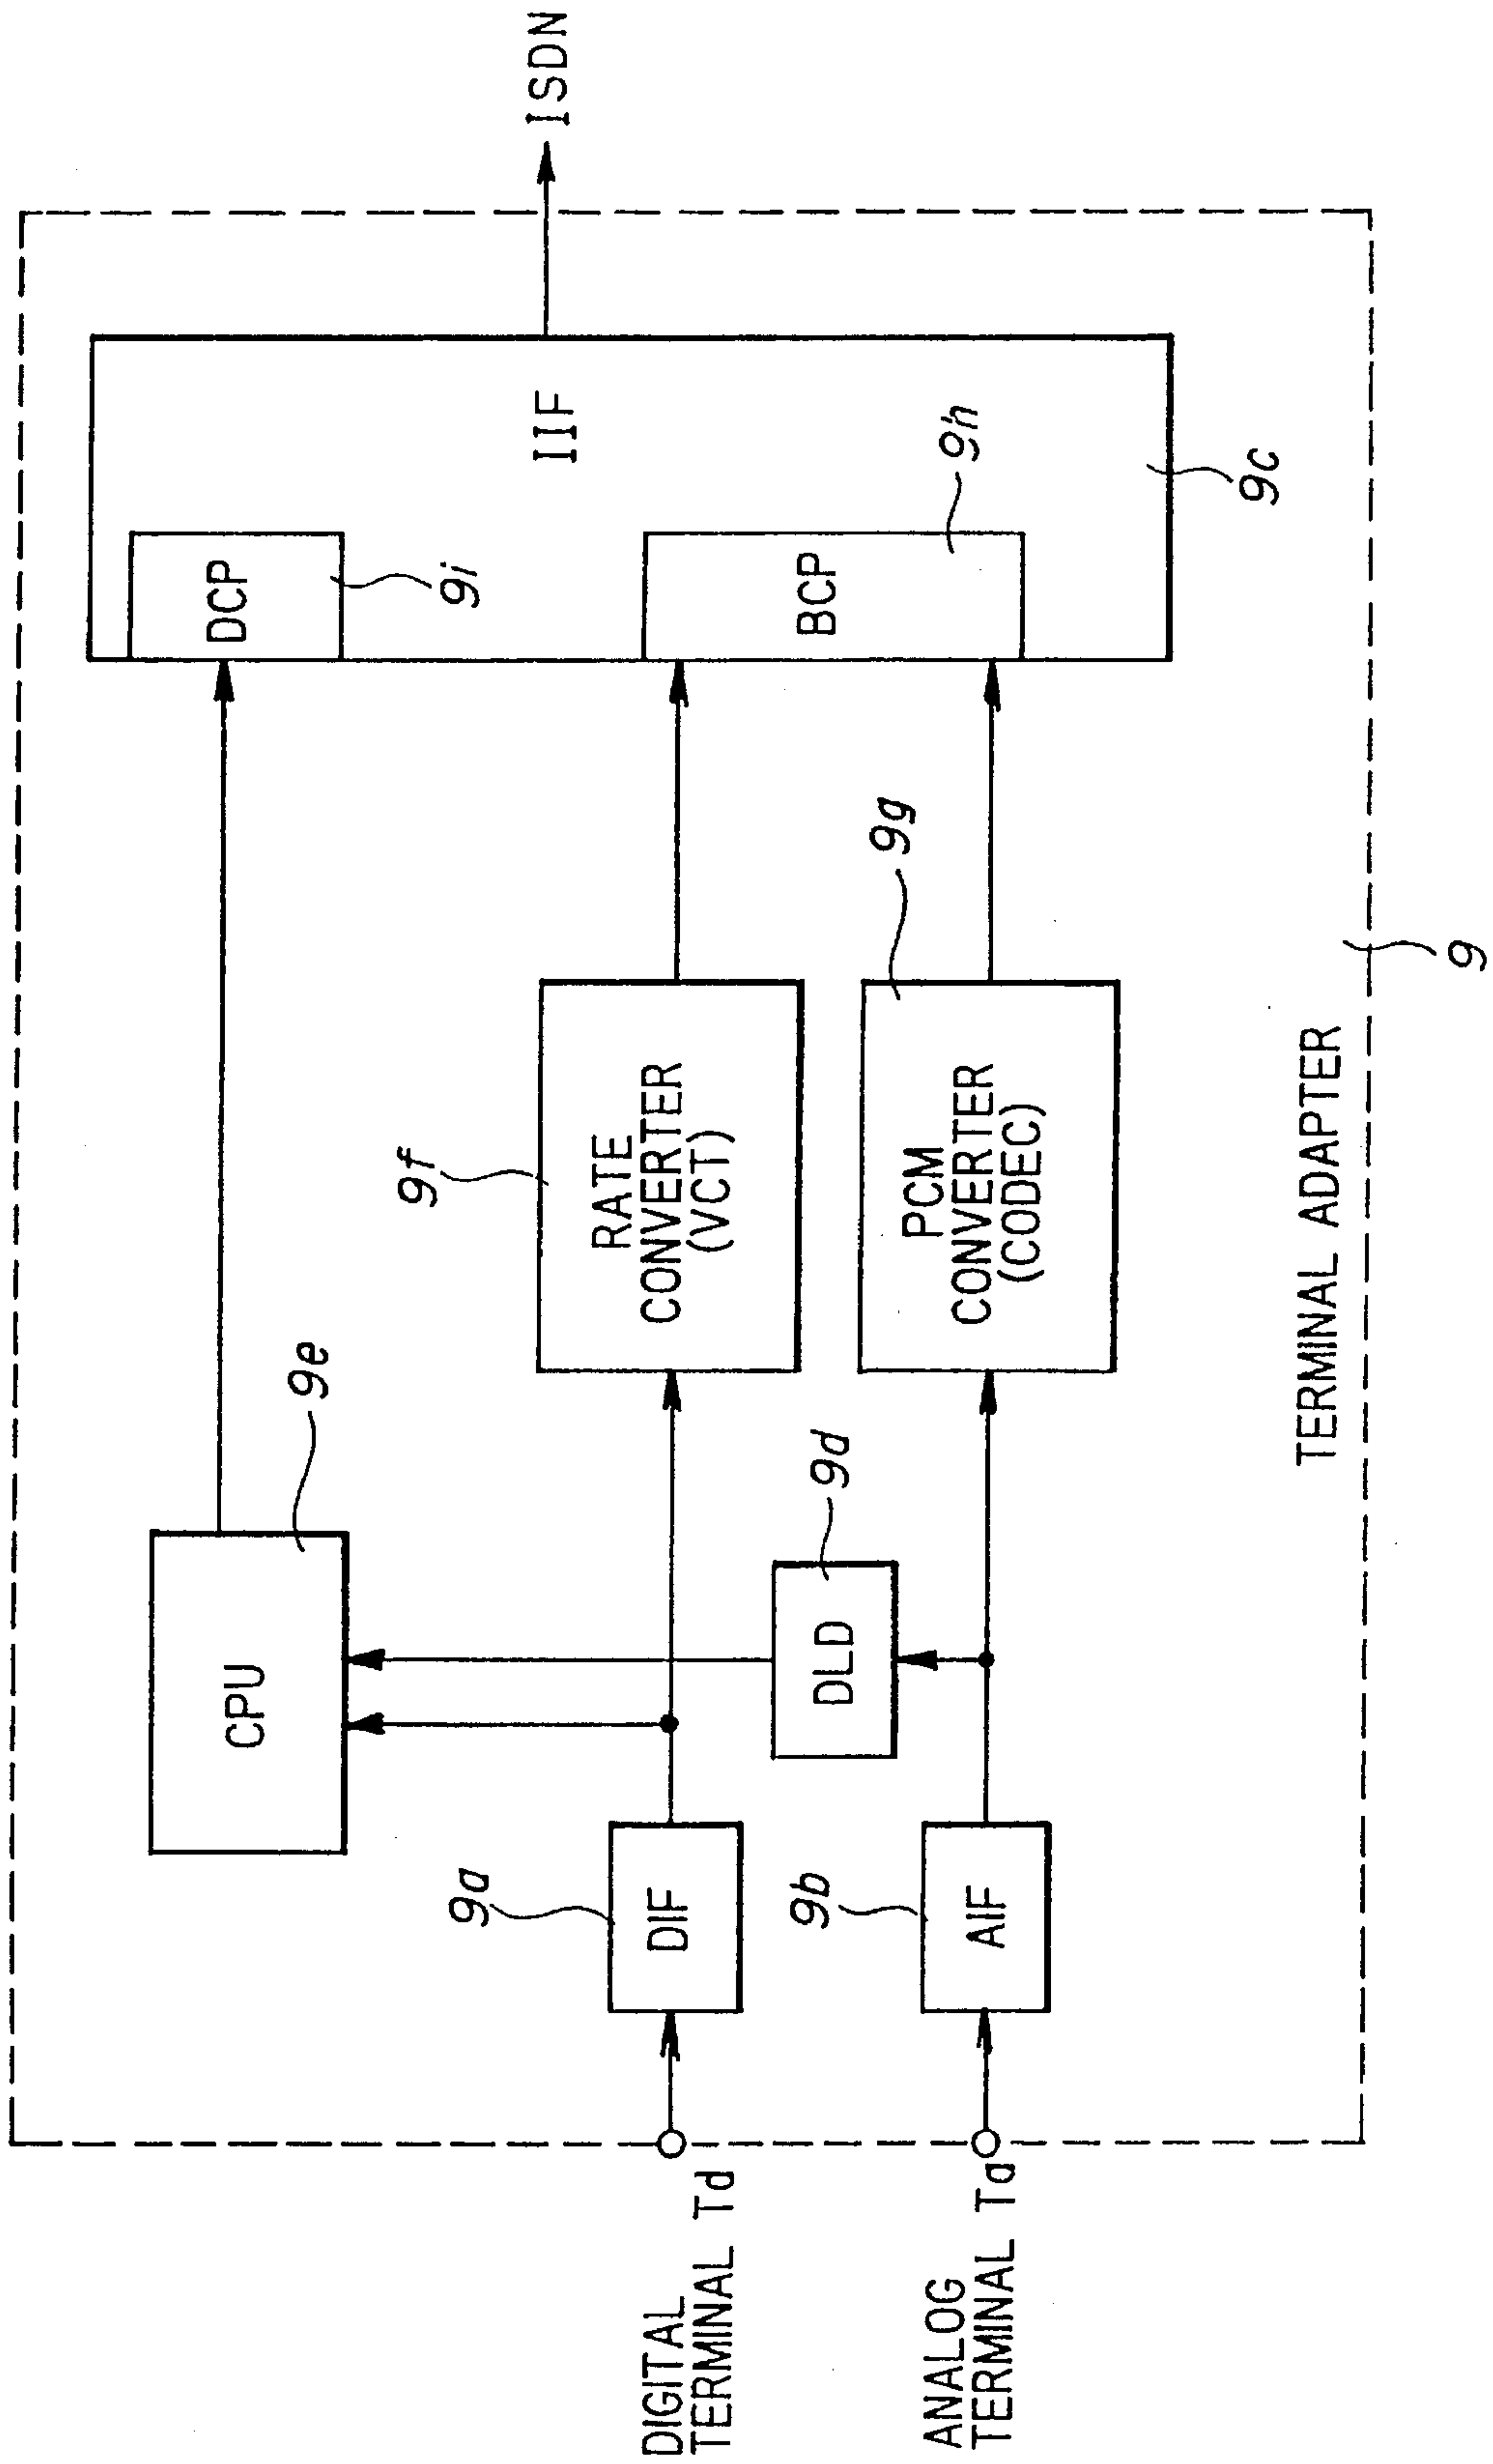 9e
CPU
DCP
9i
ISDN
IIF
DIGITAL
TERMINAL Td
9a
DIF
9f
RATE
CONVERTER
(VCT)
BCP
9h
9d
DLD
9g
ANALOG
TERMINAL Ta
9b
AIF
PCM
CONVERTER
(CODEC)
9c
TERMINAL ADAPTER
9